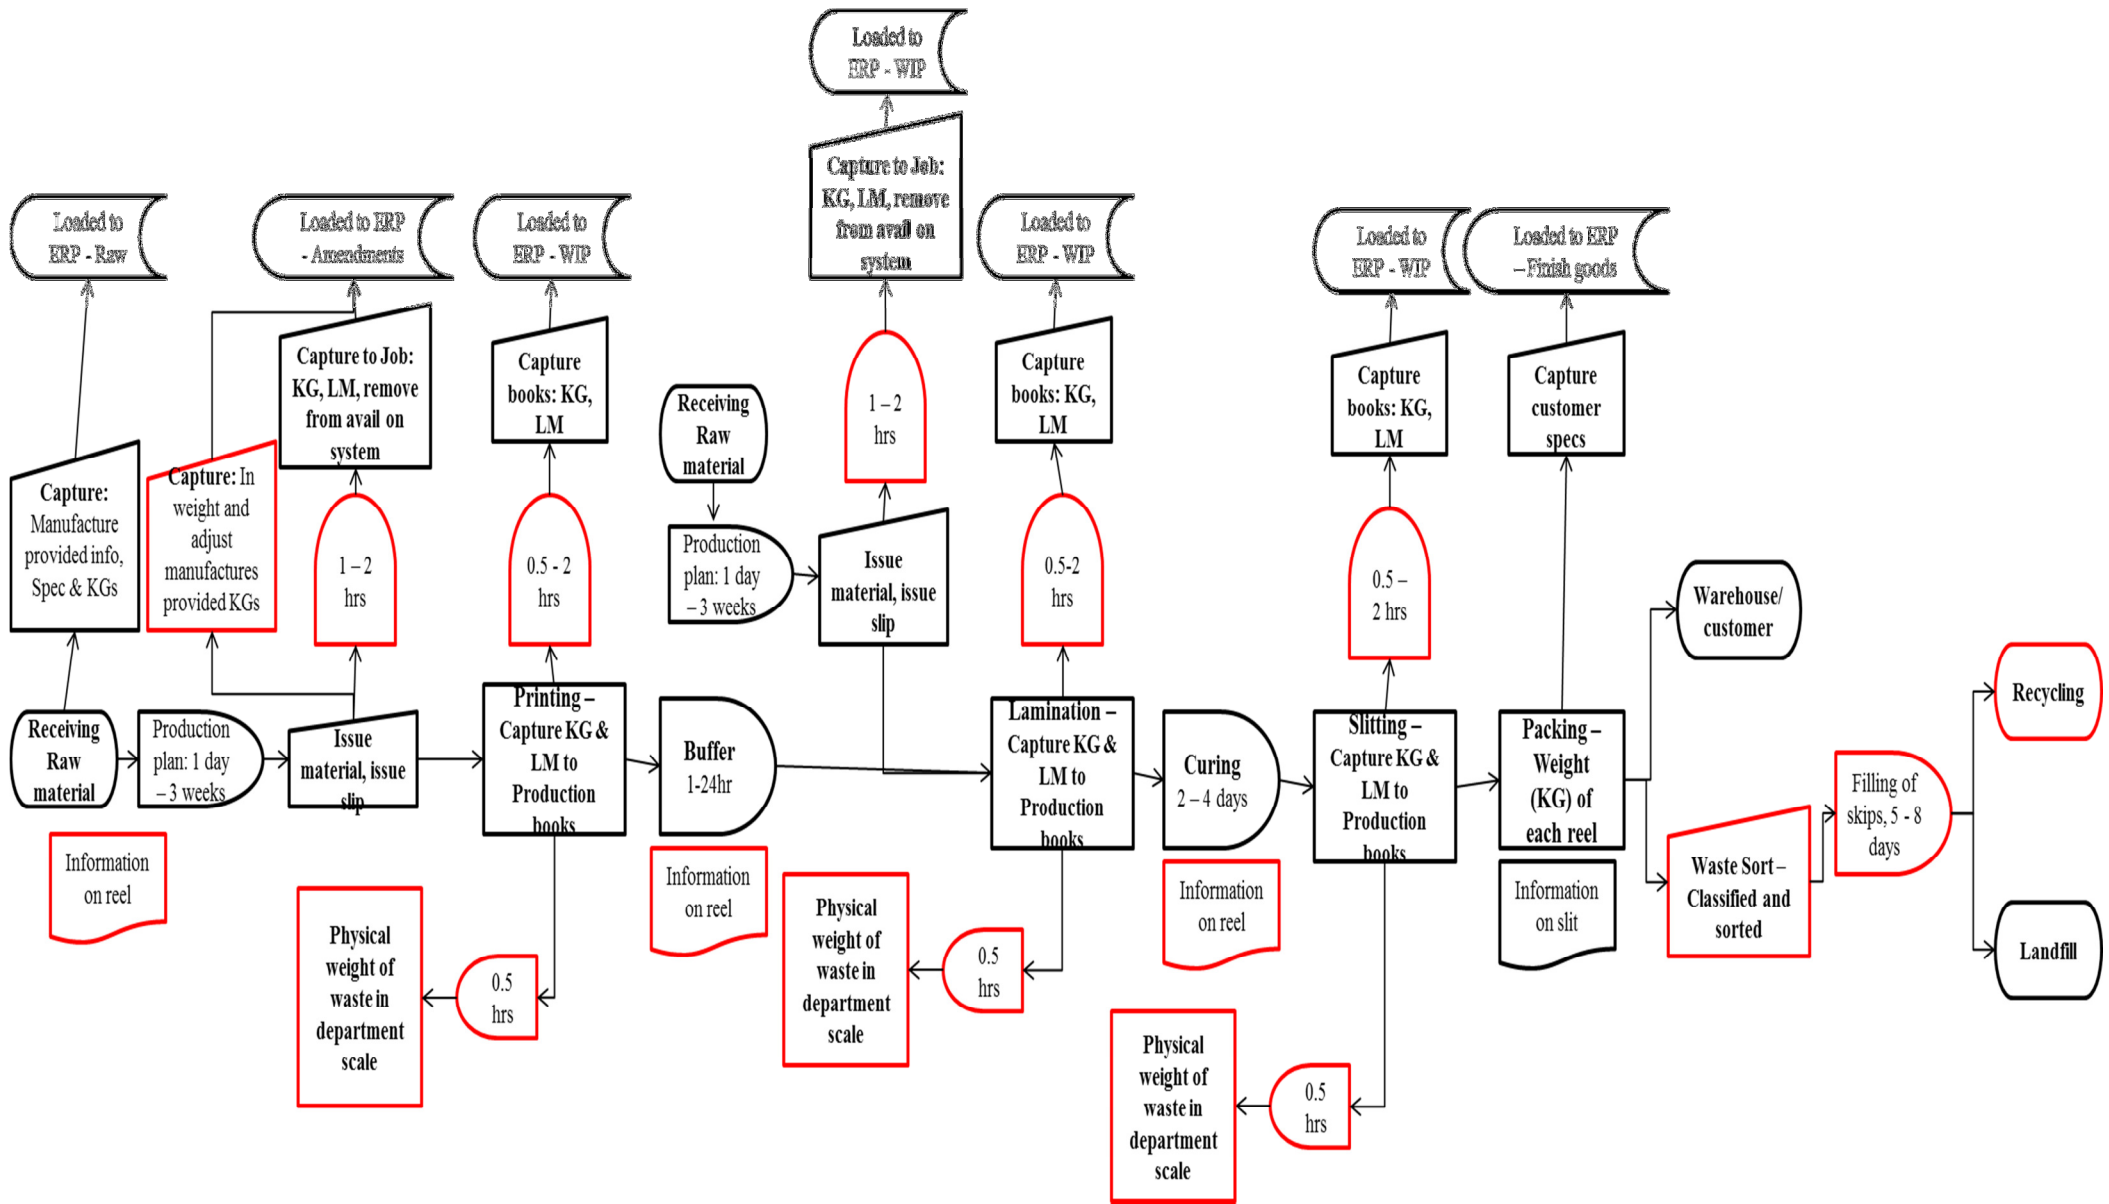 Loaded to
ERP - WIP
Capture to Job:
KG, LM, remove
from avail on
system
Loaded to
ERP - Raw
Loaded to ERP
- Amendments
Loaded to
ERP - WIP
Loaded to
ERP - WIP
Loaded to
ERP - WIP
Loaded to ERP
– Finish goods
Capture to Job:
KG, LM, remove
from avail on
system
Capture
books: KG,
LM
Receiving
Raw
material
1 – 2
hrs
Capture
books: KG,
LM
Capture
books: KG,
LM
Capture
customer
specs
Capture:
Manufacture
provided info,
Spec & KGs
Capture: In
weight and
adjust
manufactures
provided KGs
1 – 2
hrs
0.5 - 2
hrs
Production
plan: 1 day
– 3 weeks
Issue
material, issue
slip
0.5-2
hrs
0.5 –
2 hrs
Warehouse/
customer
Receiving
Raw
material
Production
plan: 1 day
– 3 weeks
Issue
material, issue
slip
Printing –
Capture KG &
LM to
Production
books
Buffer
1-24hr
Lamination –
Capture KG &
LM to
Production
books
Curing
2 – 4 days
Slitting –
Capture KG &
LM to
Production
books
Packing –
Weight
(KG) of
each reel
Recycling
Filling of
skips, 5 - 8
days
Waste Sort –
Classified and
sorted
Landfill
Information
on reel
Information
on reel
Information
on reel
Information
on slit
Physical
weight of
waste in
department
scale
0.5
hrs
Physical
weight of
waste in
department
scale
0.5
hrs
Physical
weight of
waste in
department
scale
0.5
hrs